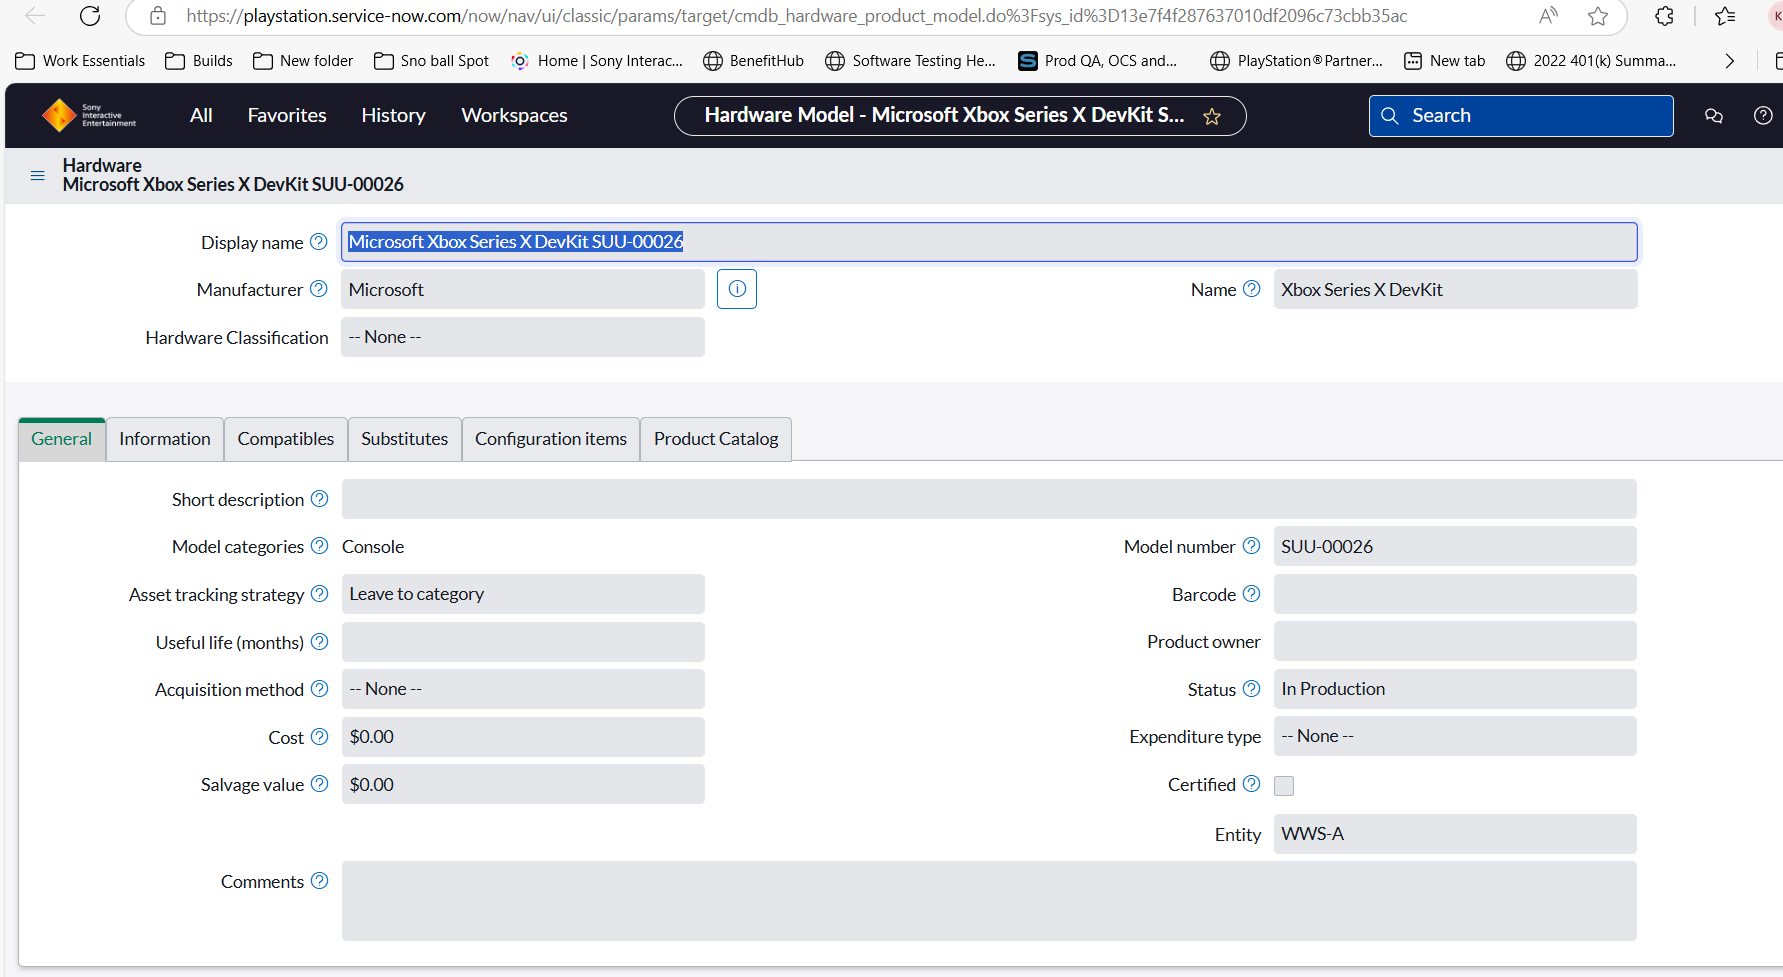 https://playstation.service-now.com/now/nav/ui/classic/params/target/cmdb_hardware_product_model.do%3Fsys_id%3D13e7f4f287637010df2096c73cbb35ac
Work Essentials Builds New folder Sno ball Spot Home | Sony Interac... BenefitHub Software Testing He... Prod QA, OCS and... PlayStation®Partner... New tab 2022 401(k) Summa...
Sony
Interactive
Entertainment
All Favorites History Workspaces Hardware Model - Microsoft Xbox Series X DevKit S... Search
Hardware
Microsoft Xbox Series X DevKit SUU-00026
Display name Microsoft Xbox Series X DevKit SUU-00026
Manufacturer Microsoft Name Xbox Series X DevKit
Hardware Classification -- None --
General Information Compatibles Substitutes Configuration items Product Catalog
Short description
Model categories Console Model number SUU-00026
Asset tracking strategy Leave to category Barcode
Useful life (months) Product owner
Acquisition method -- None -- Status In Production
Cost $0.00 Expenditure type -- None --
Salvage value $0.00 Certified
Entity WWS-A
Comments